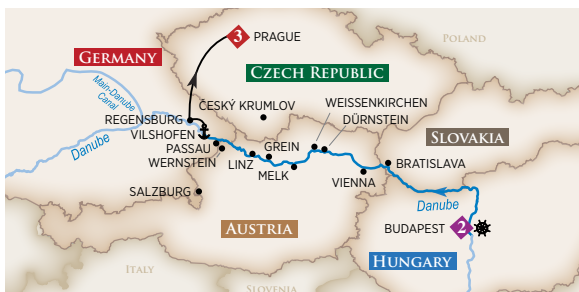 3
PRAGUE
POLAND
GERMANY
CZECH REPUBLIC
Main-Danube
Canal
ČESKÝ KRUMLOV
WEISSENKIRCHEN
DÜRNSTEIN
REGENSBURG
VILSHOFEN
SLOVAKIA
Danube
PASSAU
WERNSTEIN
GREIN
LINZ
MELK
BRATISLAVA
VIENNA
SALZBURG
Danube
AUSTRIA
BUDAPEST
2
HUNGARY
ITALY
SLOVENIA